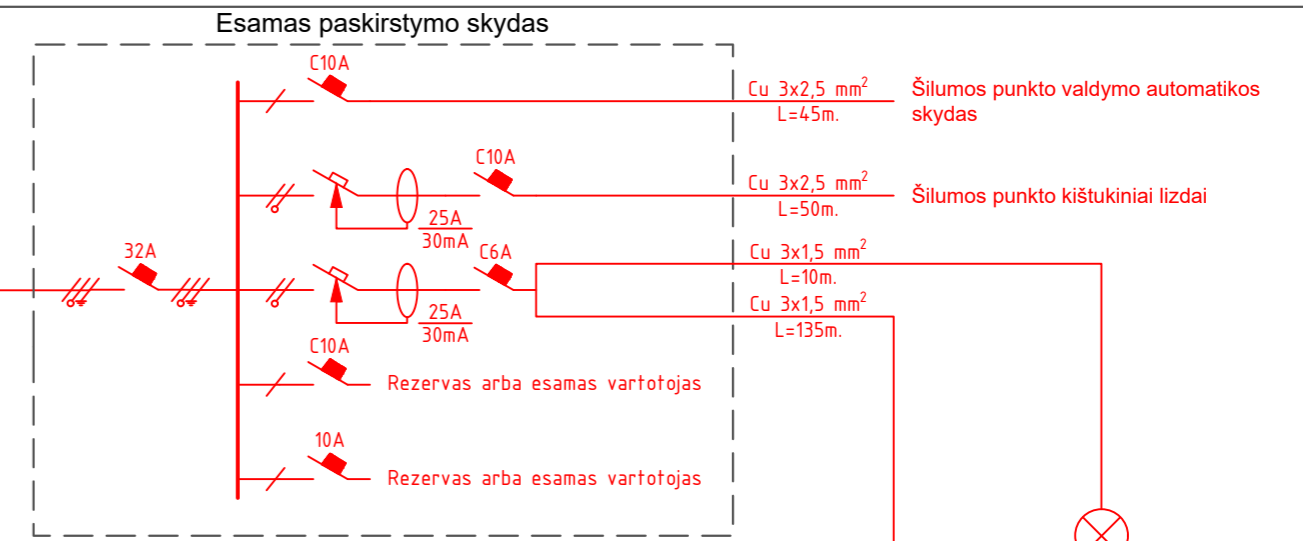 Esamas paskirstymo skydas
C10A
Cu 3x2,5 mm²
L=45m.
Šilumos punkto valdymo automatikos
skydas
C10A
25A
30mA
Cu 3x2,5 mm²
L=50m.
Šilumos punkto kištukiniai lizdai
32A
C6A
25A
30mA
Cu 3x1,5 mm²
L=10m.
Cu 3x1,5 mm²
L=135m.
C10A
Rezervas arba esamas vartotojas
10A
Rezervas arba esamas vartotojas